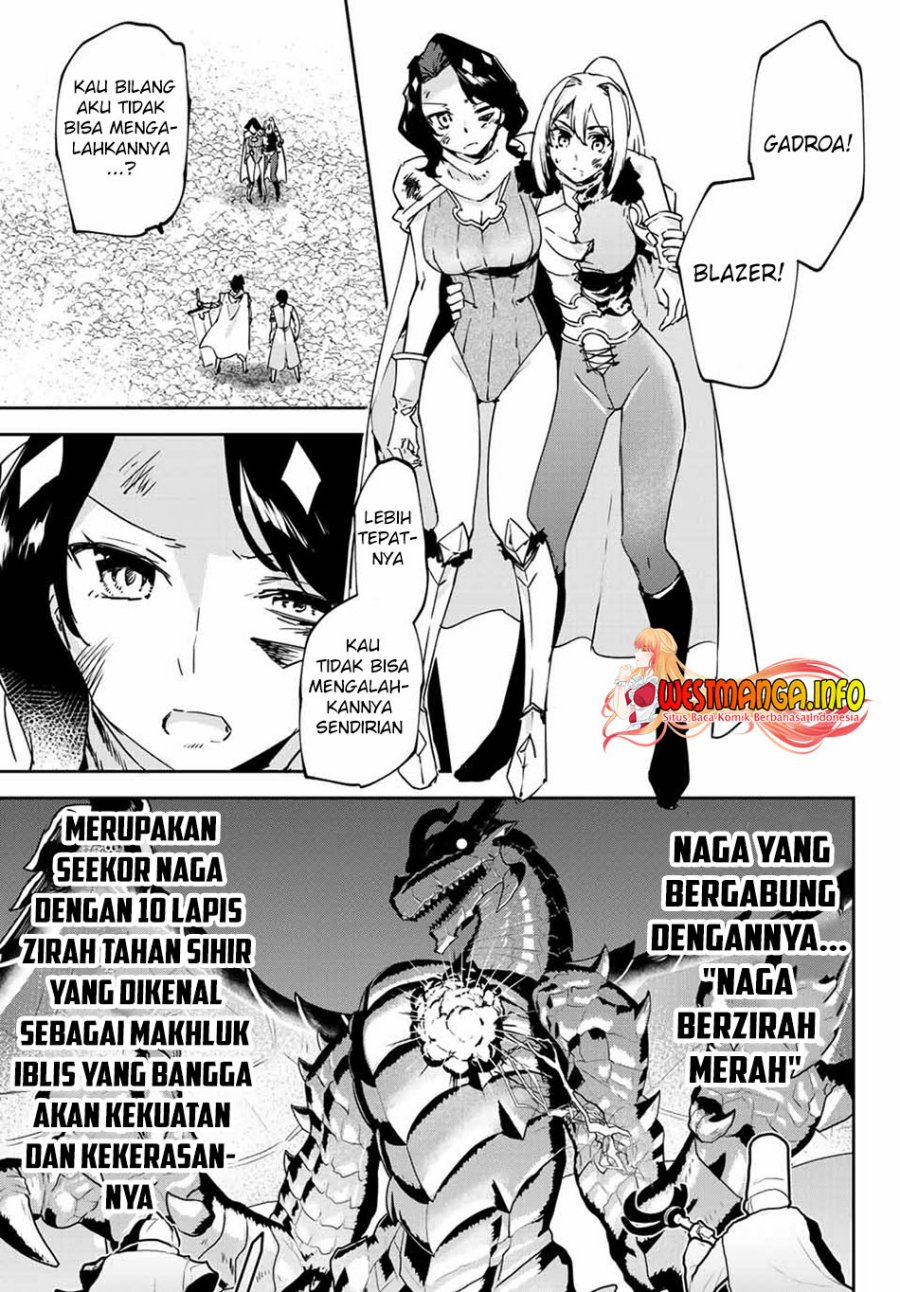 GADROA!
BLAZER!
KAU BILANG
AKU TIDAK
BISA MENGA-
LAHKANNYA
...?
LEBIH
TEPAT-
NYA
KAU
TIDAK BISA
MENGALAH-
KANNYA
SENDIRIAN
WESTMANGA.INFO
Situs Baca Komik Berbahasa Indonesia
NAGA YANG
BERGABUNG
DENGANNYA...
"NAGA
BERZIRAH
MERAH"
MERUPAKAN
SEEKOR NAGA
DENGAN 10 LAPIS
ZIRAH TAHAN SIHIR
YANG DIKENAL
SEBAGAI MAKHLUK
IBLIS YANG BANGGA
AKAN KEKUATAN
DAN KEKERASAN-
NYA